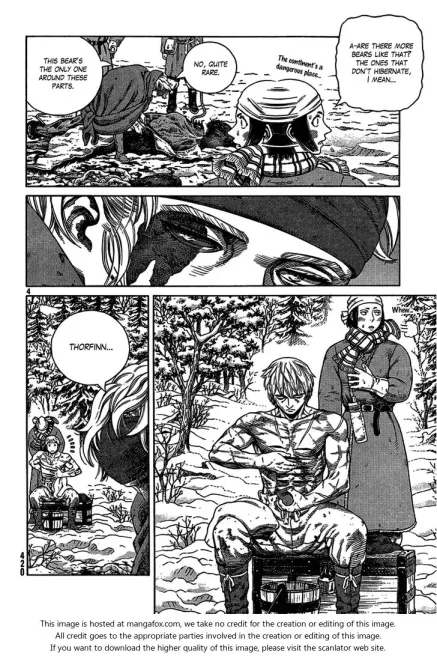 A-ARE THERE MORE
BEARS LIKE THAT?
THE ONES THAT
DON'T HIBERNATE,
I MEAN...
The continent's a
dangerous place...
NO, QUITE
RARE.
THIS BEAR'S
THE ONLY ONE
AROUND THESE
PARTS.
4
THORFINN...
Whoa...
420
This image is hosted at mangafox.com, we take no credit for the creation or editing of this image.
All credit goes to the appropriate parties involved in the creation or editing of this image.
If you want to download the higher quality of this image, please visit the scanlator web site.